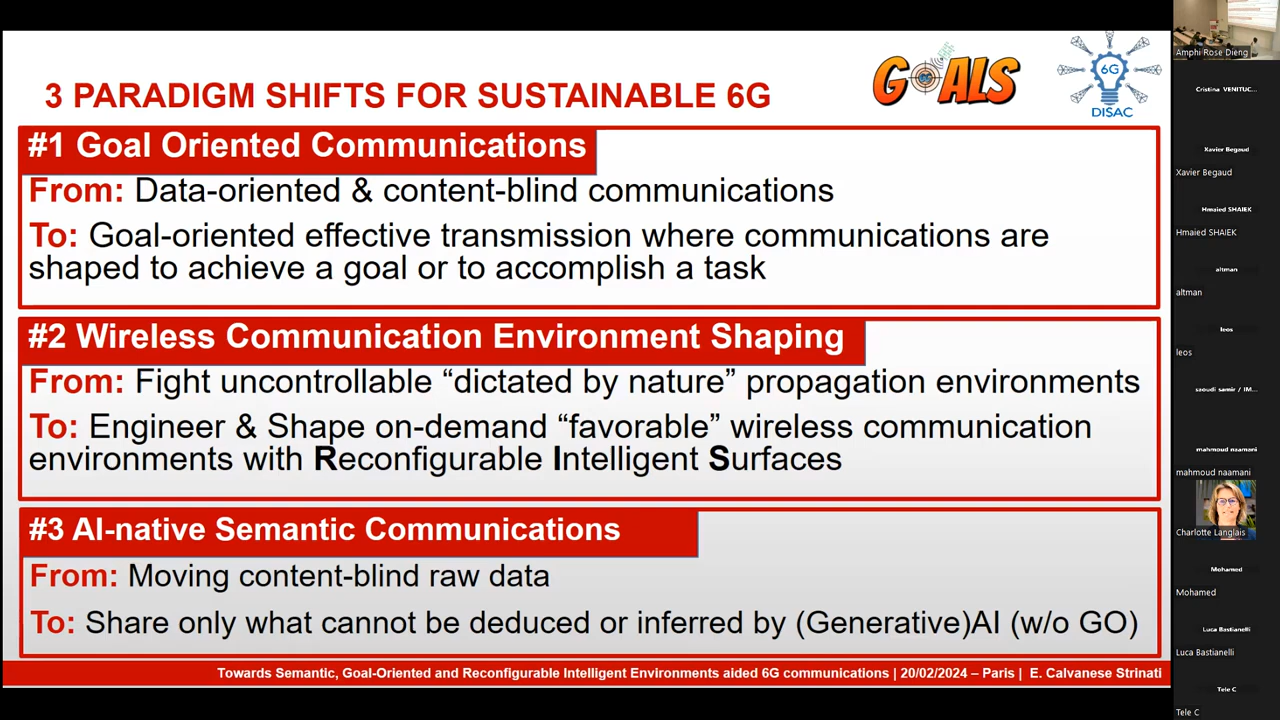 3 PARADIGM SHIFTS FOR SUSTAINABLE 6G
GOALS
6G
DISAC
#1 Goal Oriented Communications
From: Data-oriented & content-blind communications
To: Goal-oriented effective transmission where communications are
shaped to achieve a goal or to accomplish a task
#2 Wireless Communication Environment Shaping
From: Fight uncontrollable “dictated by nature” propagation environments
To: Engineer & Shape on-demand “favorable” wireless communication
environments with Reconfigurable Intelligent Surfaces
#3 AI-native Semantic Communications
From: Moving content-blind raw data
To: Share only what cannot be deduced or inferred by (Generative)AI (w/o GO)
Towards Semantic, Goal-Oriented and Reconfigurable Intelligent Environments aided 6G communications | 20/02/2024 – Paris | E. Calvanese Strinati
Amphi Rose Dieng
Cristina VENITUC...
Xavier Begaud
Xavier Begaud
Hmaied SHAIEK
Hmaied SHAIEK
altman
altman
leos
leos
saoudi samir / IM...
mahmoud naamani
mahmoud naamani
Charlotte Langlais
Mohamed
Mohamed
Luca Bastianelli
Luca Bastianelli
Tele C
Tele C